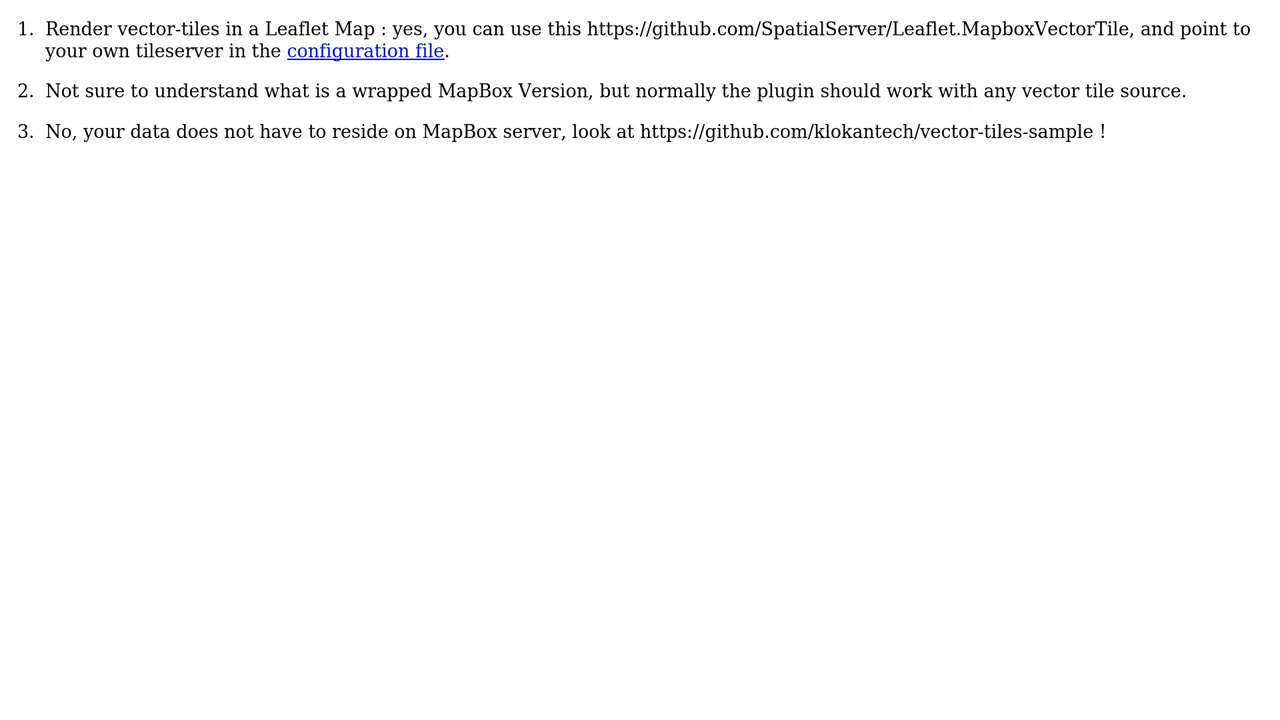 1. Render vector-tiles in a Leaflet Map : yes, you can use this https://github.com/SpatialServer/Leaflet.MapboxVectorTile, and point to
your own tileserver in the configuration file.
2. Not sure to understand what is a wrapped MapBox Version, but normally the plugin should work with any vector tile source.
3. No, your data does not have to reside on MapBox server, look at https://github.com/klokantech/vector-tiles-sample !